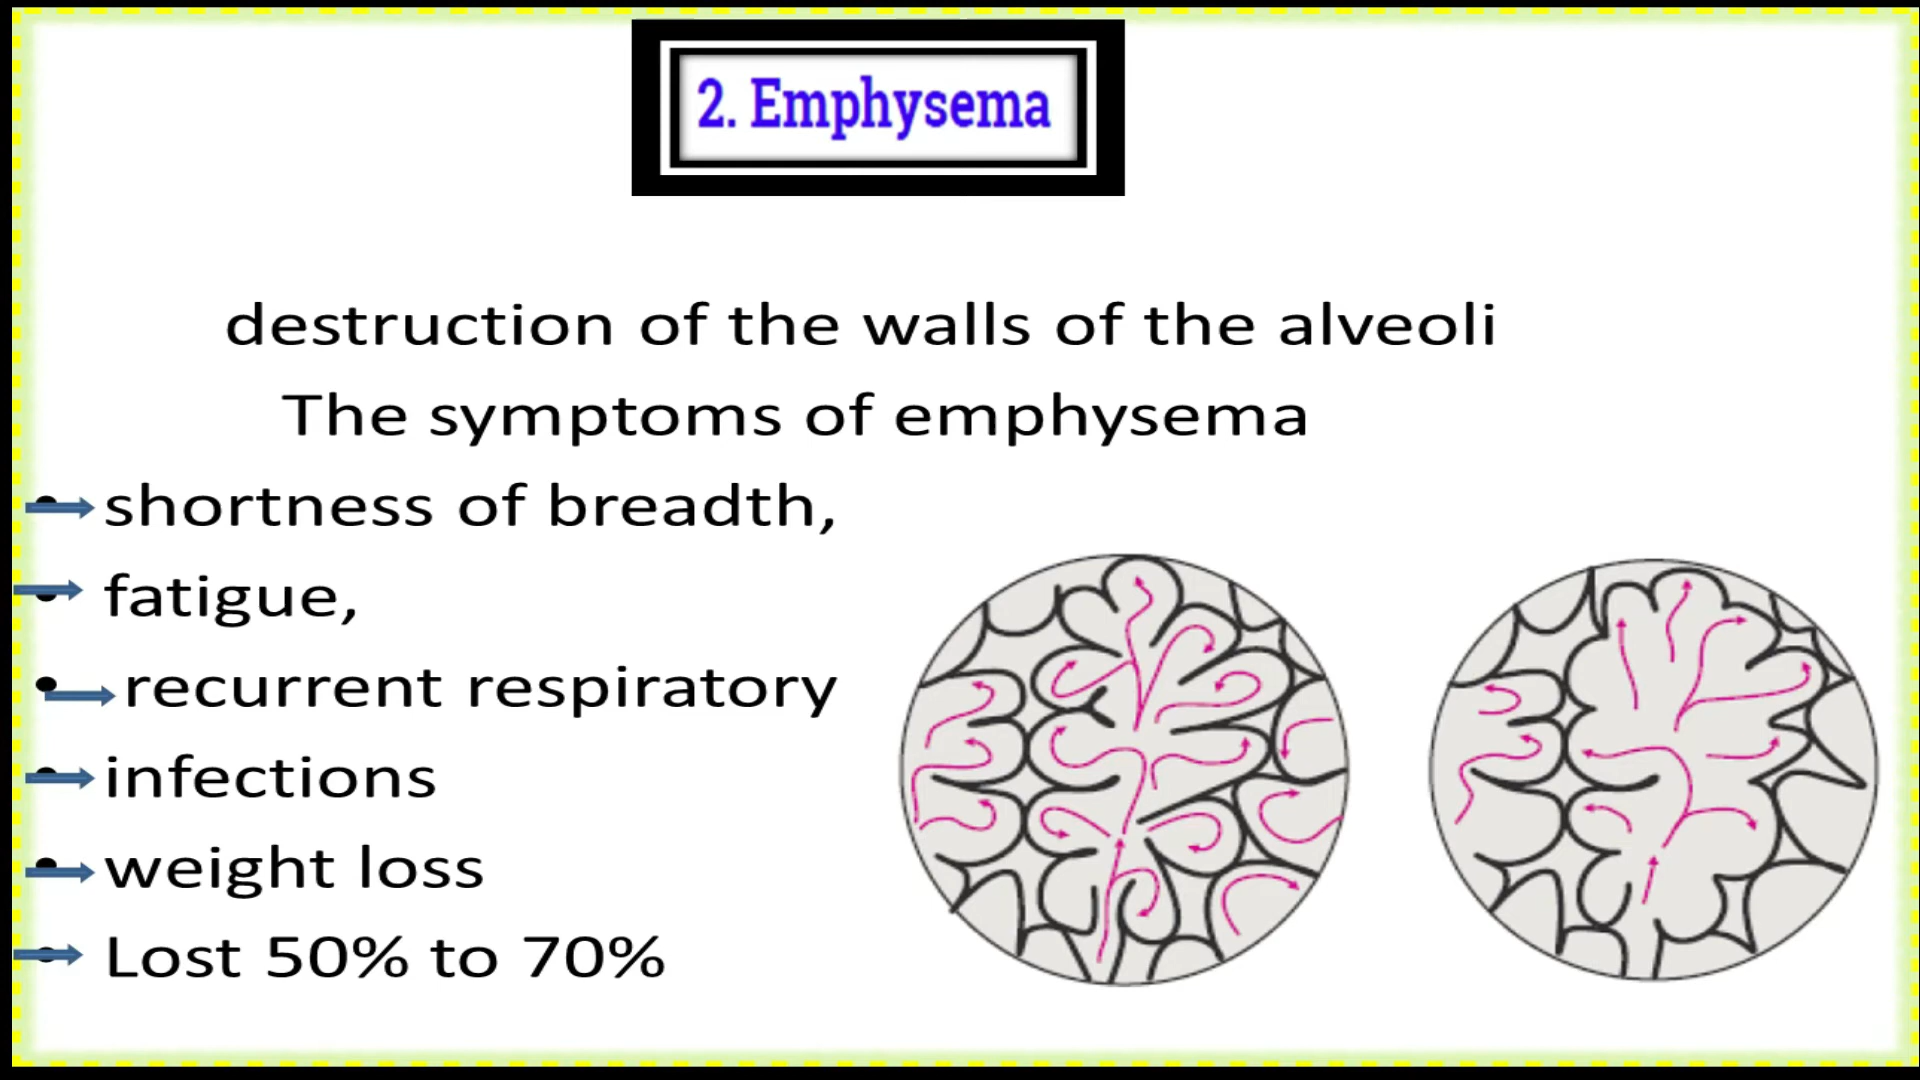 2. Emphysema
destruction of the walls of the alveoli
The symptoms of emphysema
• shortness of breadth,
• fatigue,
• recurrent respiratory
• infections
• weight loss
• Lost 50% to 70%